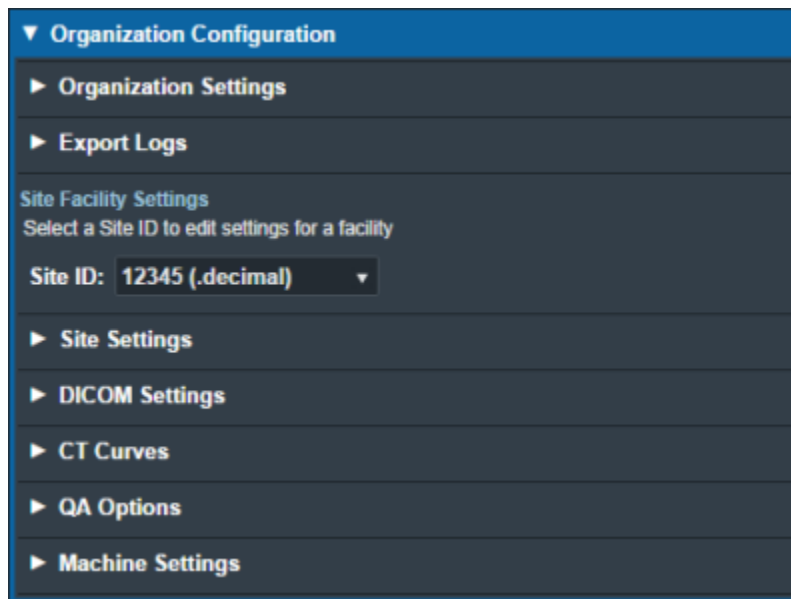 Organization Configuration
Organization Settings
Export Logs
Site Facility Settings
Select a Site ID to edit settings for a facility
Site ID: 12345 (.decimal)
Site Settings
DICOM Settings
CT Curves
QA Options
Machine Settings